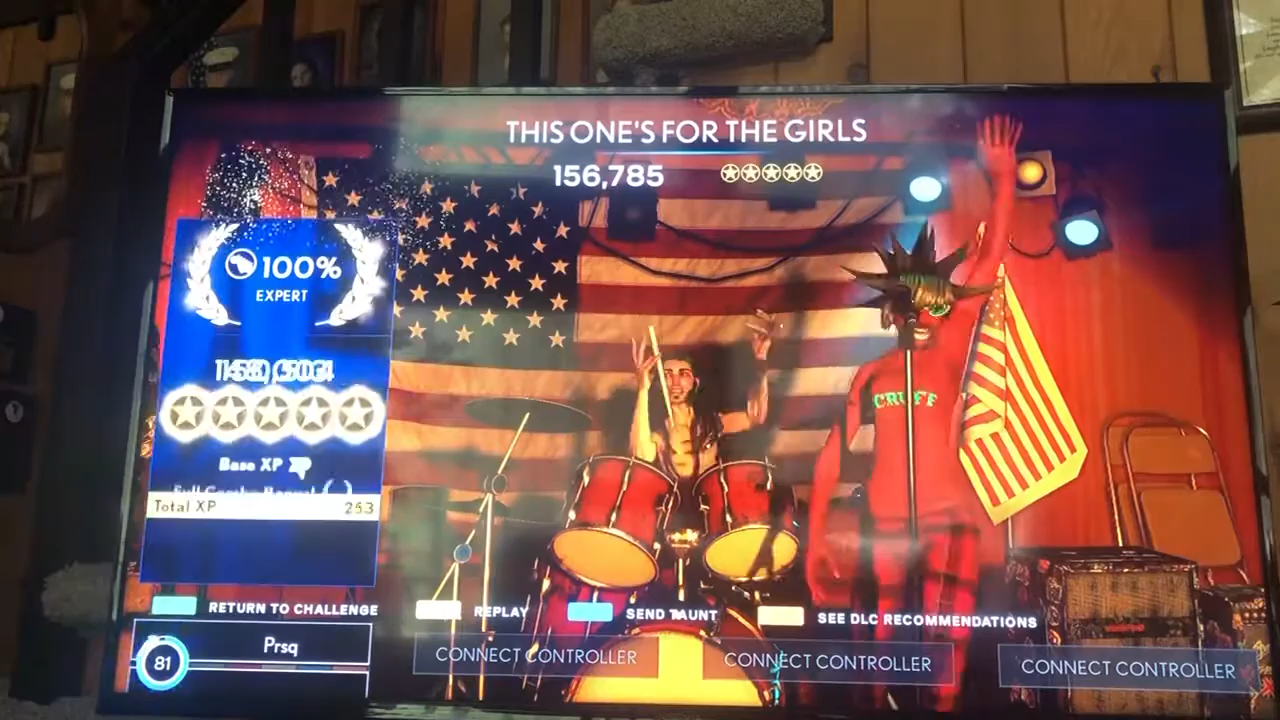 THIS ONE'S FOR THE GIRLS
156,785
100%
EXPERT
Base XP
Total XP 253
CRUFF
RETURN TO CHALLENGE
REPLAY
SEND TAUNT
SEE DLC RECOMMENDATIONS
81
Prsq
CONNECT CONTROLLER
CONNECT CONTROLLER
CONNECT CONTROLLER